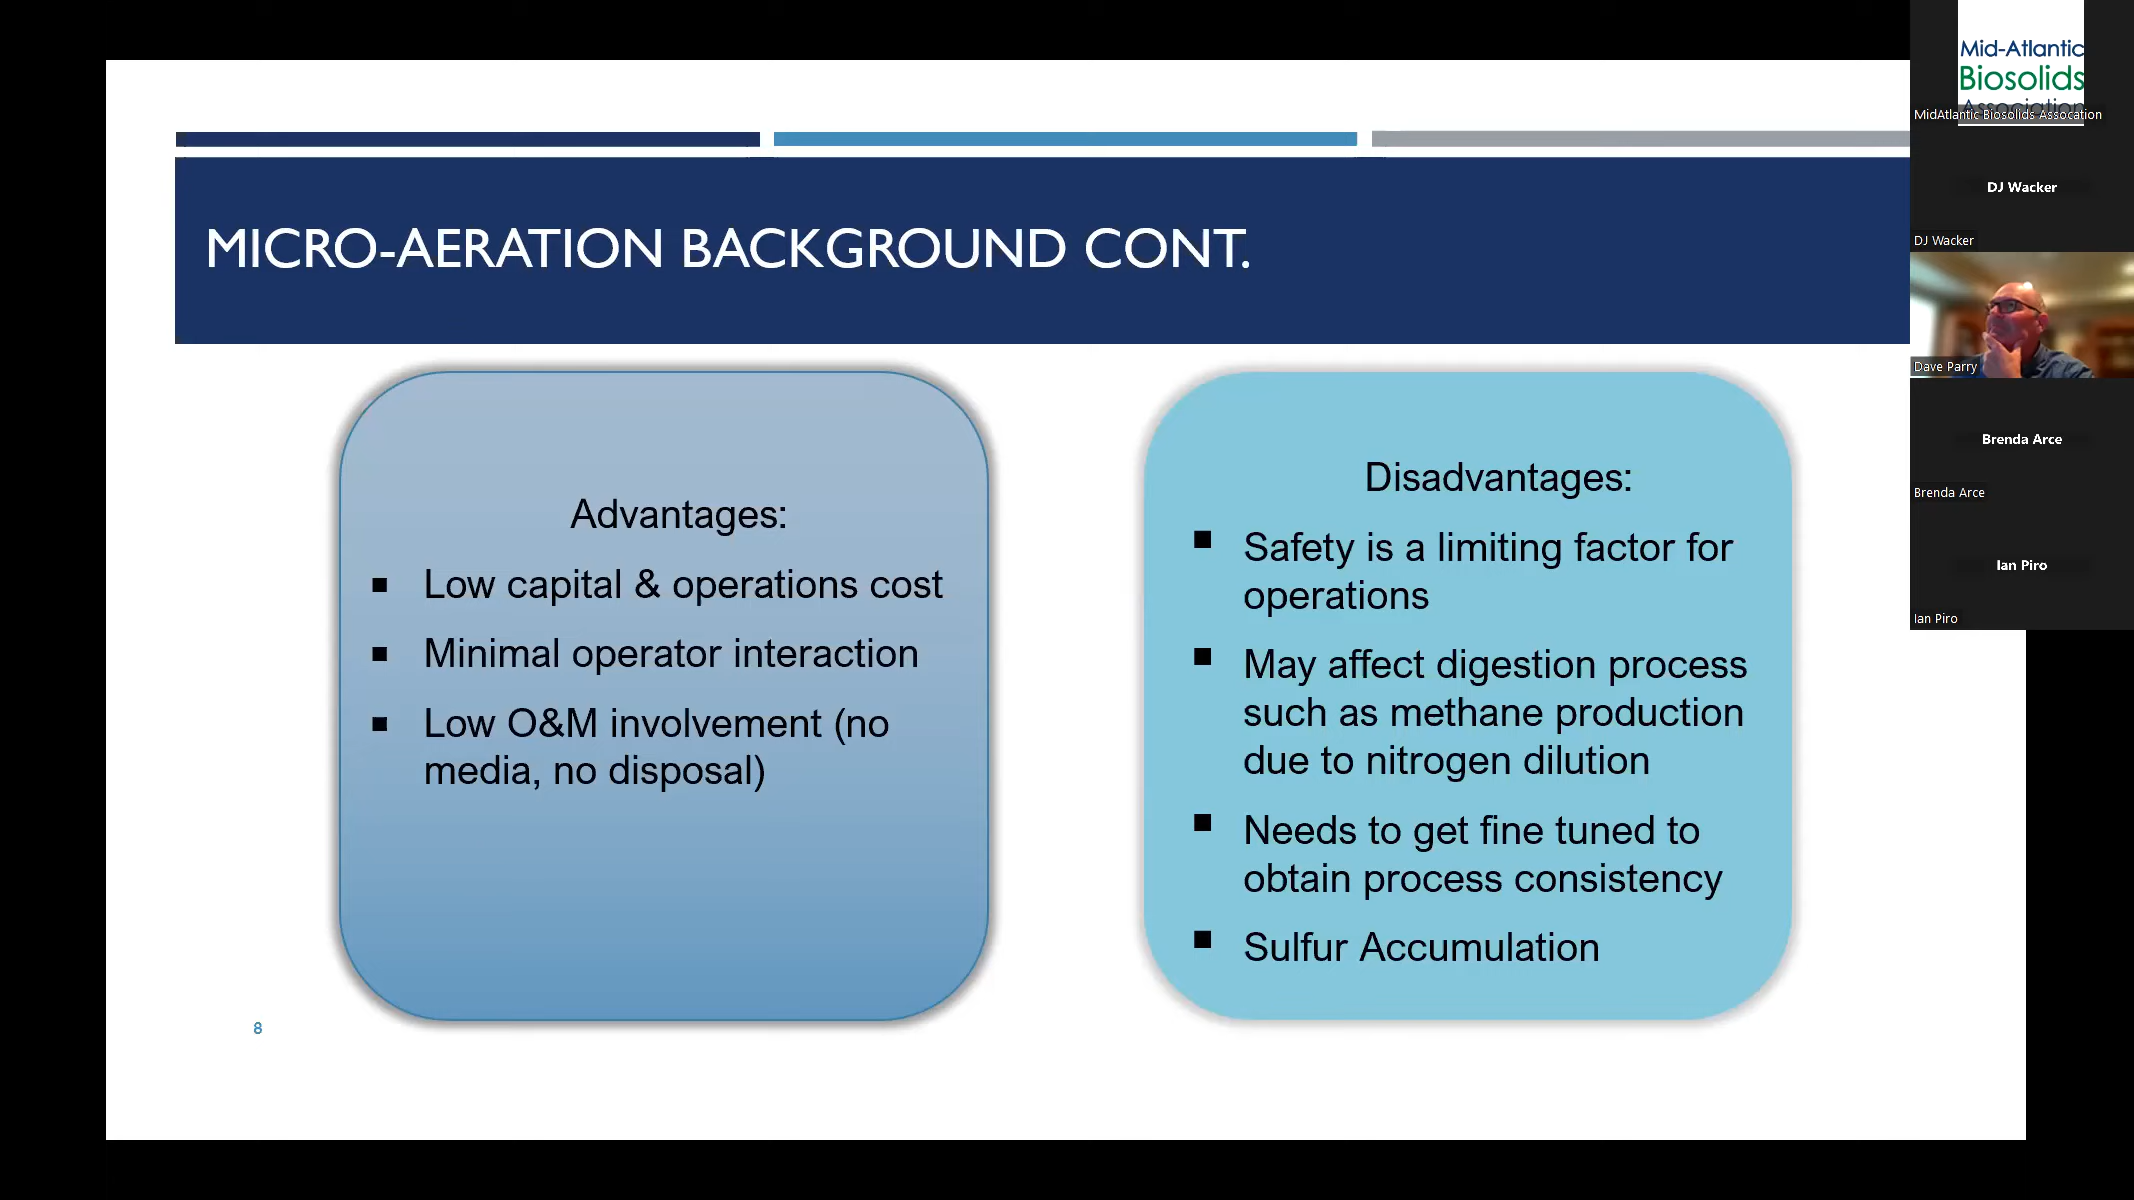 MICRO-AERATION BACKGROUND CONT.
Advantages:
Low capital & operations cost
Minimal operator interaction
Low O&M involvement (no
media, no disposal)
Disadvantages:
Safety is a limiting factor for
operations
May affect digestion process
such as methane production
due to nitrogen dilution
Needs to get fine tuned to
obtain process consistency
Sulfur Accumulation
8
Mid-Atlantic
Biosolids
Association
MidAtlantic Biosolids Assocation
DJ Wacker
DJ Wacker
Dave Parry
Brenda Arce
Brenda Arce
Ian Piro
Ian Piro